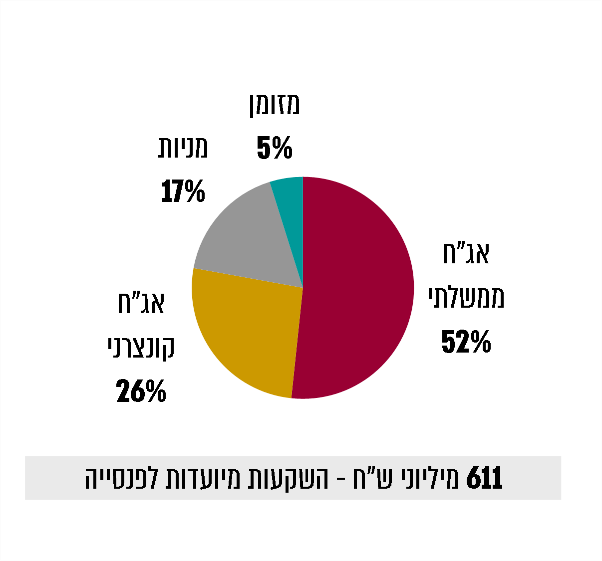 מזומן
5%
מניות
17%
אג"ח
ממשלתי
52%
אג"ח
קונצרני
26%
611 מיליוני ש"ח - השקעות מיועדות לפנסייה